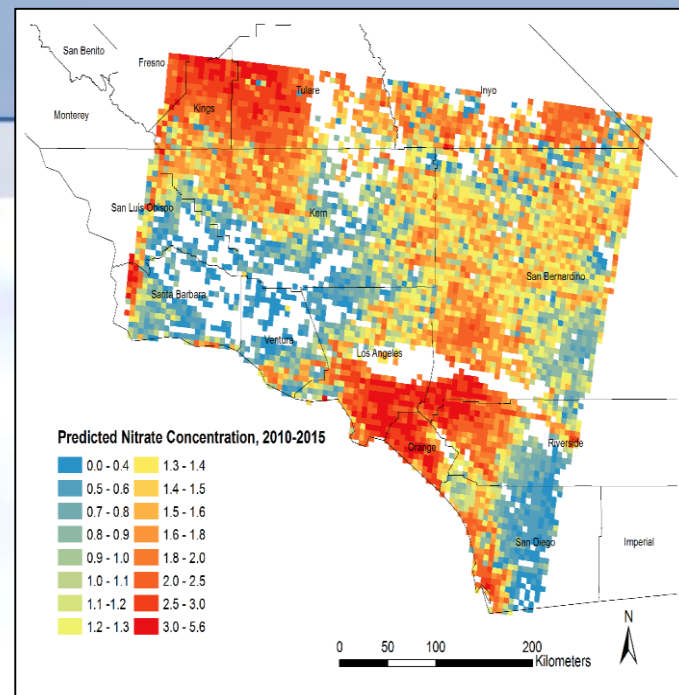 San Benito
Fresno
Tulare
Inyo
Kings
Monterey
San Luis Obispo
Kern
San Bernardino
Santa Barbara
Ventura
Los Angeles
Predicted Nitrate Concentration, 2010-2015
0.0 - 0.4 1.3 - 1.4
0.5 - 0.6 1.4 - 1.5
0.7 - 0.8 1.5 - 1.6
0.8 - 0.9 1.6 - 1.8
0.9 - 1.0 1.8 - 2.0
1.0 - 1.1 2.0 - 2.5
1.1 -1.2 2.5 - 3.0
1.2 - 1.3 3.0 - 5.6
Orange
Riverside
San Diego
Imperial
N
0 50 100 200
Kilometers